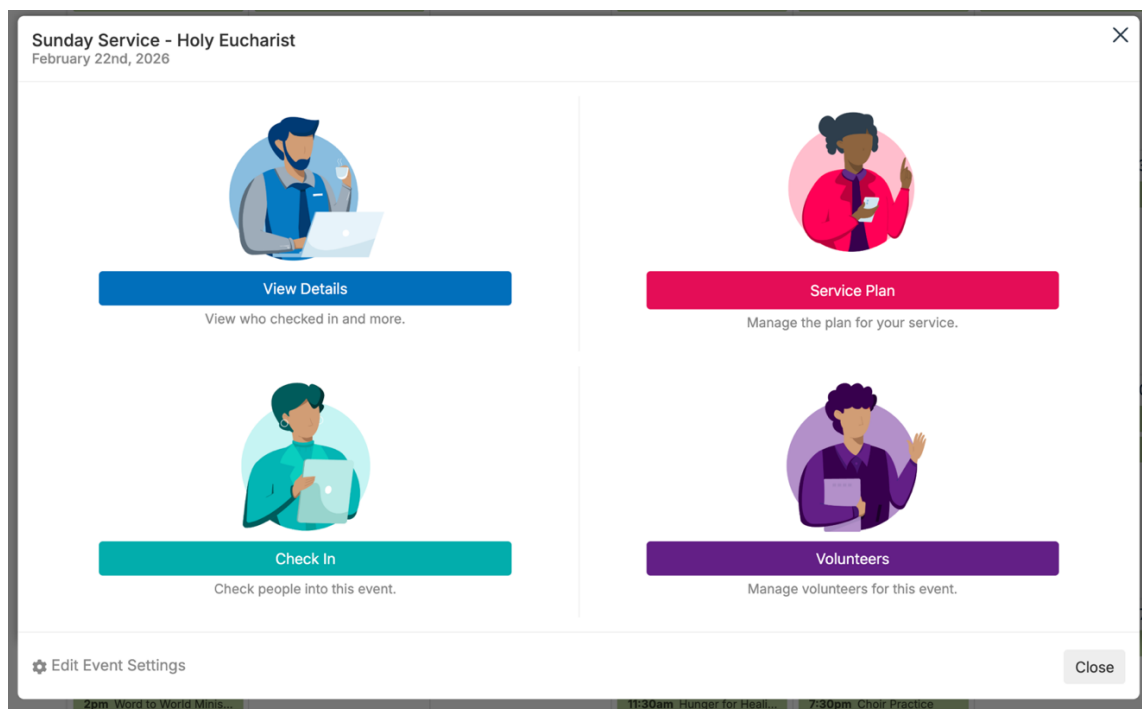 Sunday Service - Holy Eucharist
February 22nd, 2026
View Details
View who checked in and more.
Service Plan
Manage the plan for your service.
Check In
Check people into this event.
Volunteers
Manage volunteers for this event.
Edit Event Settings
Close
2pm Word to World Minis...
11:30am Hunger for Heali...
7:30pm Choir Practice